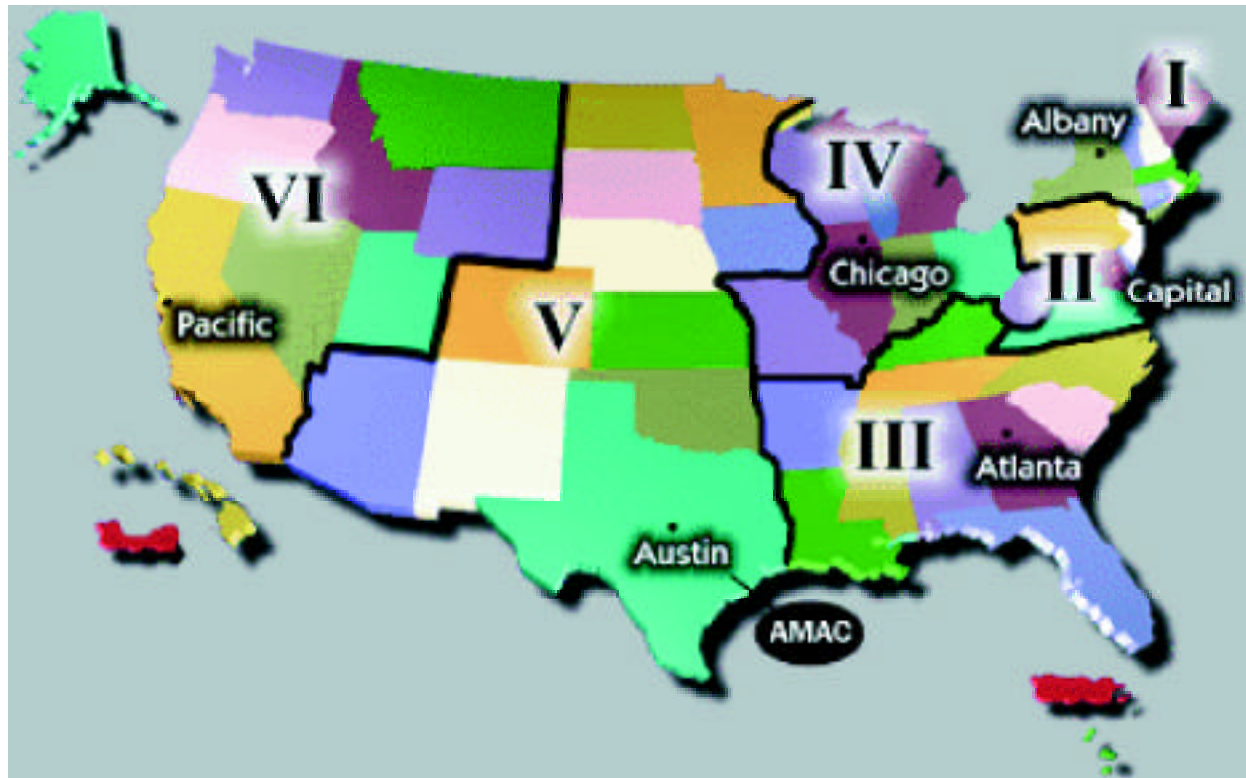 I
Albany
IV
VI
II
Chicago
Capital
Pacific
V
III
Atlanta
Austin
AMAC